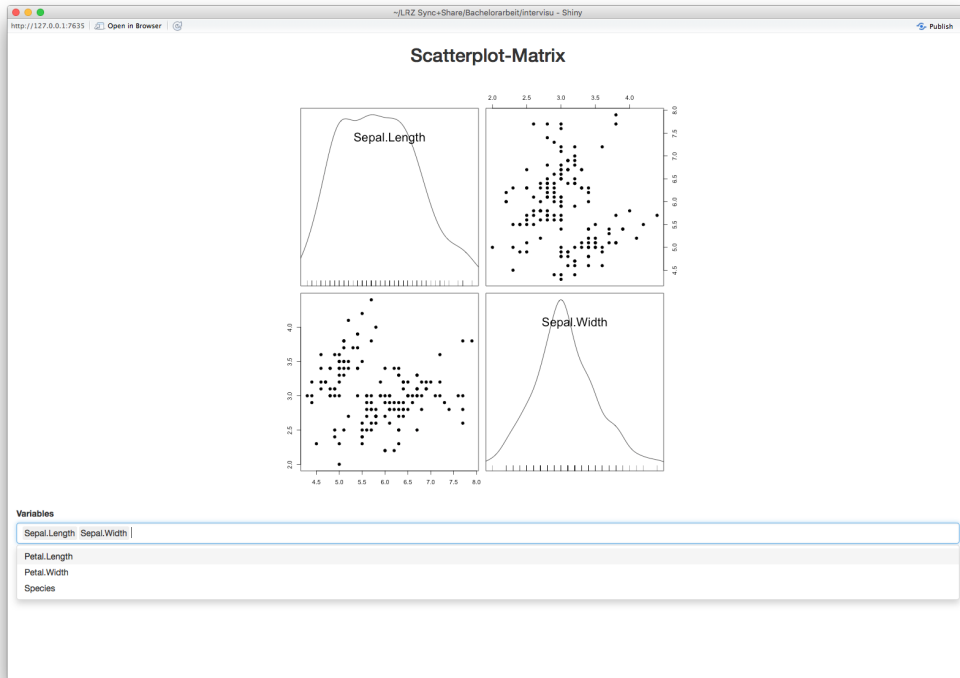 ~/LRZ Sync+Share/Bachelorarbeit/intervisu - Shiny
http://127.0.0.1:7635 Open in Browser Publish
Scatterplot-Matrix
2.0 2.5 3.0 3.5 4.0
Sepal.Length
8.0
7.5
7.0
6.5
6.0
5.5
5.0
4.5
Sepal.Width
4.0
3.5
3.0
2.5
2.0
4.5 5.0 5.5 6.0 6.5 7.0 7.5 8.0
Variables
Sepal.Length Sepal.Width
Petal.Length
Petal.Width
Species